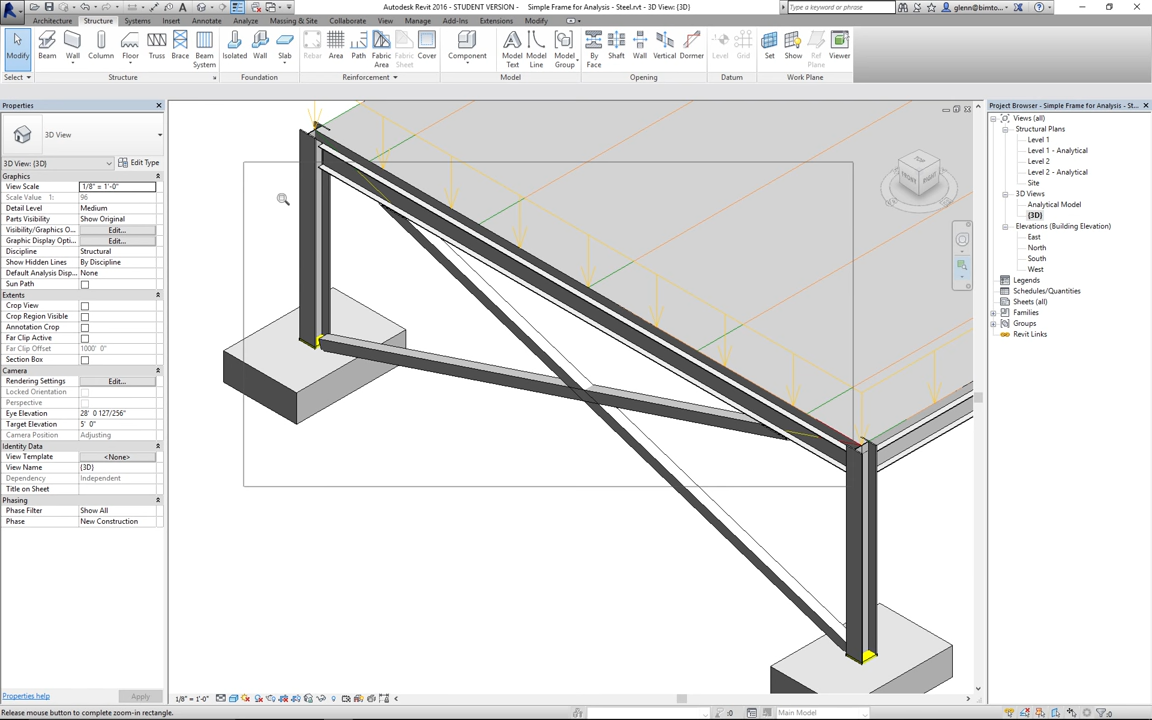 Autodesk Revit 2016 - STUDENT VERSION -    Simple Frame for Analysis - Steel.rvt - 3D View: {3D}
Type a keyword or phrase
glenn@bimto...
Architecture Structure Systems Insert Annotate Analyze Massing & Site Collaborate View Manage Add-Ins Extensions Modify
Modify Beam Wall Column Floor Truss Brace Beam System Isolated Wall Slab Rebar Area Path Fabric Area Fabric Sheet Cover Component Model Text Model Line Model Group By Face Shaft Wall Vertical Dormer Level Grid Set Show Ref Plane Viewer
Select Structure Foundation Reinforcement Model Opening Datum Work Plane
Properties
3D View
3D View: {3D}
Edit Type
Graphics
View Scale 1/8" = 1'-0"
Scale Value 1: 96
Detail Level Medium
Parts Visibility Show Original
Visibility/Graphics O... Edit...
Graphic Display Opti... Edit...
Discipline Structural
Show Hidden Lines By Discipline
Default Analysis Disp... None
Sun Path
Extents
Crop View
Crop Region Visible
Annotation Crop
Far Clip Active
Far Clip Offset 1000' 0"
Section Box
Camera
Rendering Settings Edit...
Locked Orientation
Perspective
Eye Elevation 28' 0 127/256"
Target Elevation 5' 0"
Camera Position Adjusting
Identity Data
View Template <None>
View Name {3D}
Dependency Independent
Title on Sheet
Phasing
Phase Filter Show All
Phase New Construction
Properties help
Apply
TOP
FRONT
RIGHT
Project Browser - Simple Frame for Analysis - St...
Views (all)
Structural Plans
Level 1
Level 1 - Analytical
Level 2
Level 2 - Analytical
Site
3D Views
Analytical Model
{3D}
Elevations (Building Elevation)
East
North
South
West
Legends
Schedules/Quantities
Sheets (all)
Families
Groups
Revit Links
1/8" = 1'-0"
Release mouse button to complete zoom-in rectangle.
:0
Main Model
:0